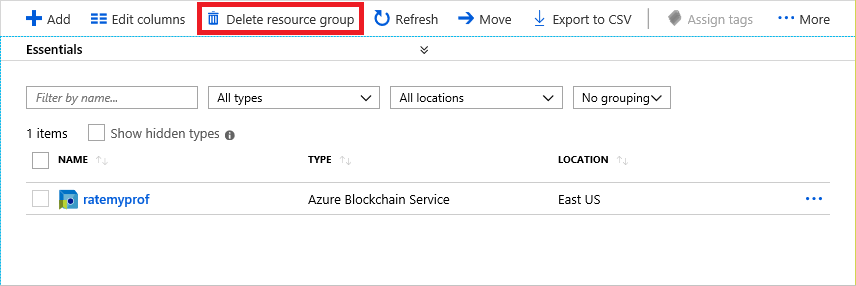 Add Edit columns Delete resource group Refresh Move Export to CSV Assign tags More
Essentials
Filter by name... All types All locations No grouping
1 items Show hidden types
NAME TYPE LOCATION
ratemyprof Azure Blockchain Service East US